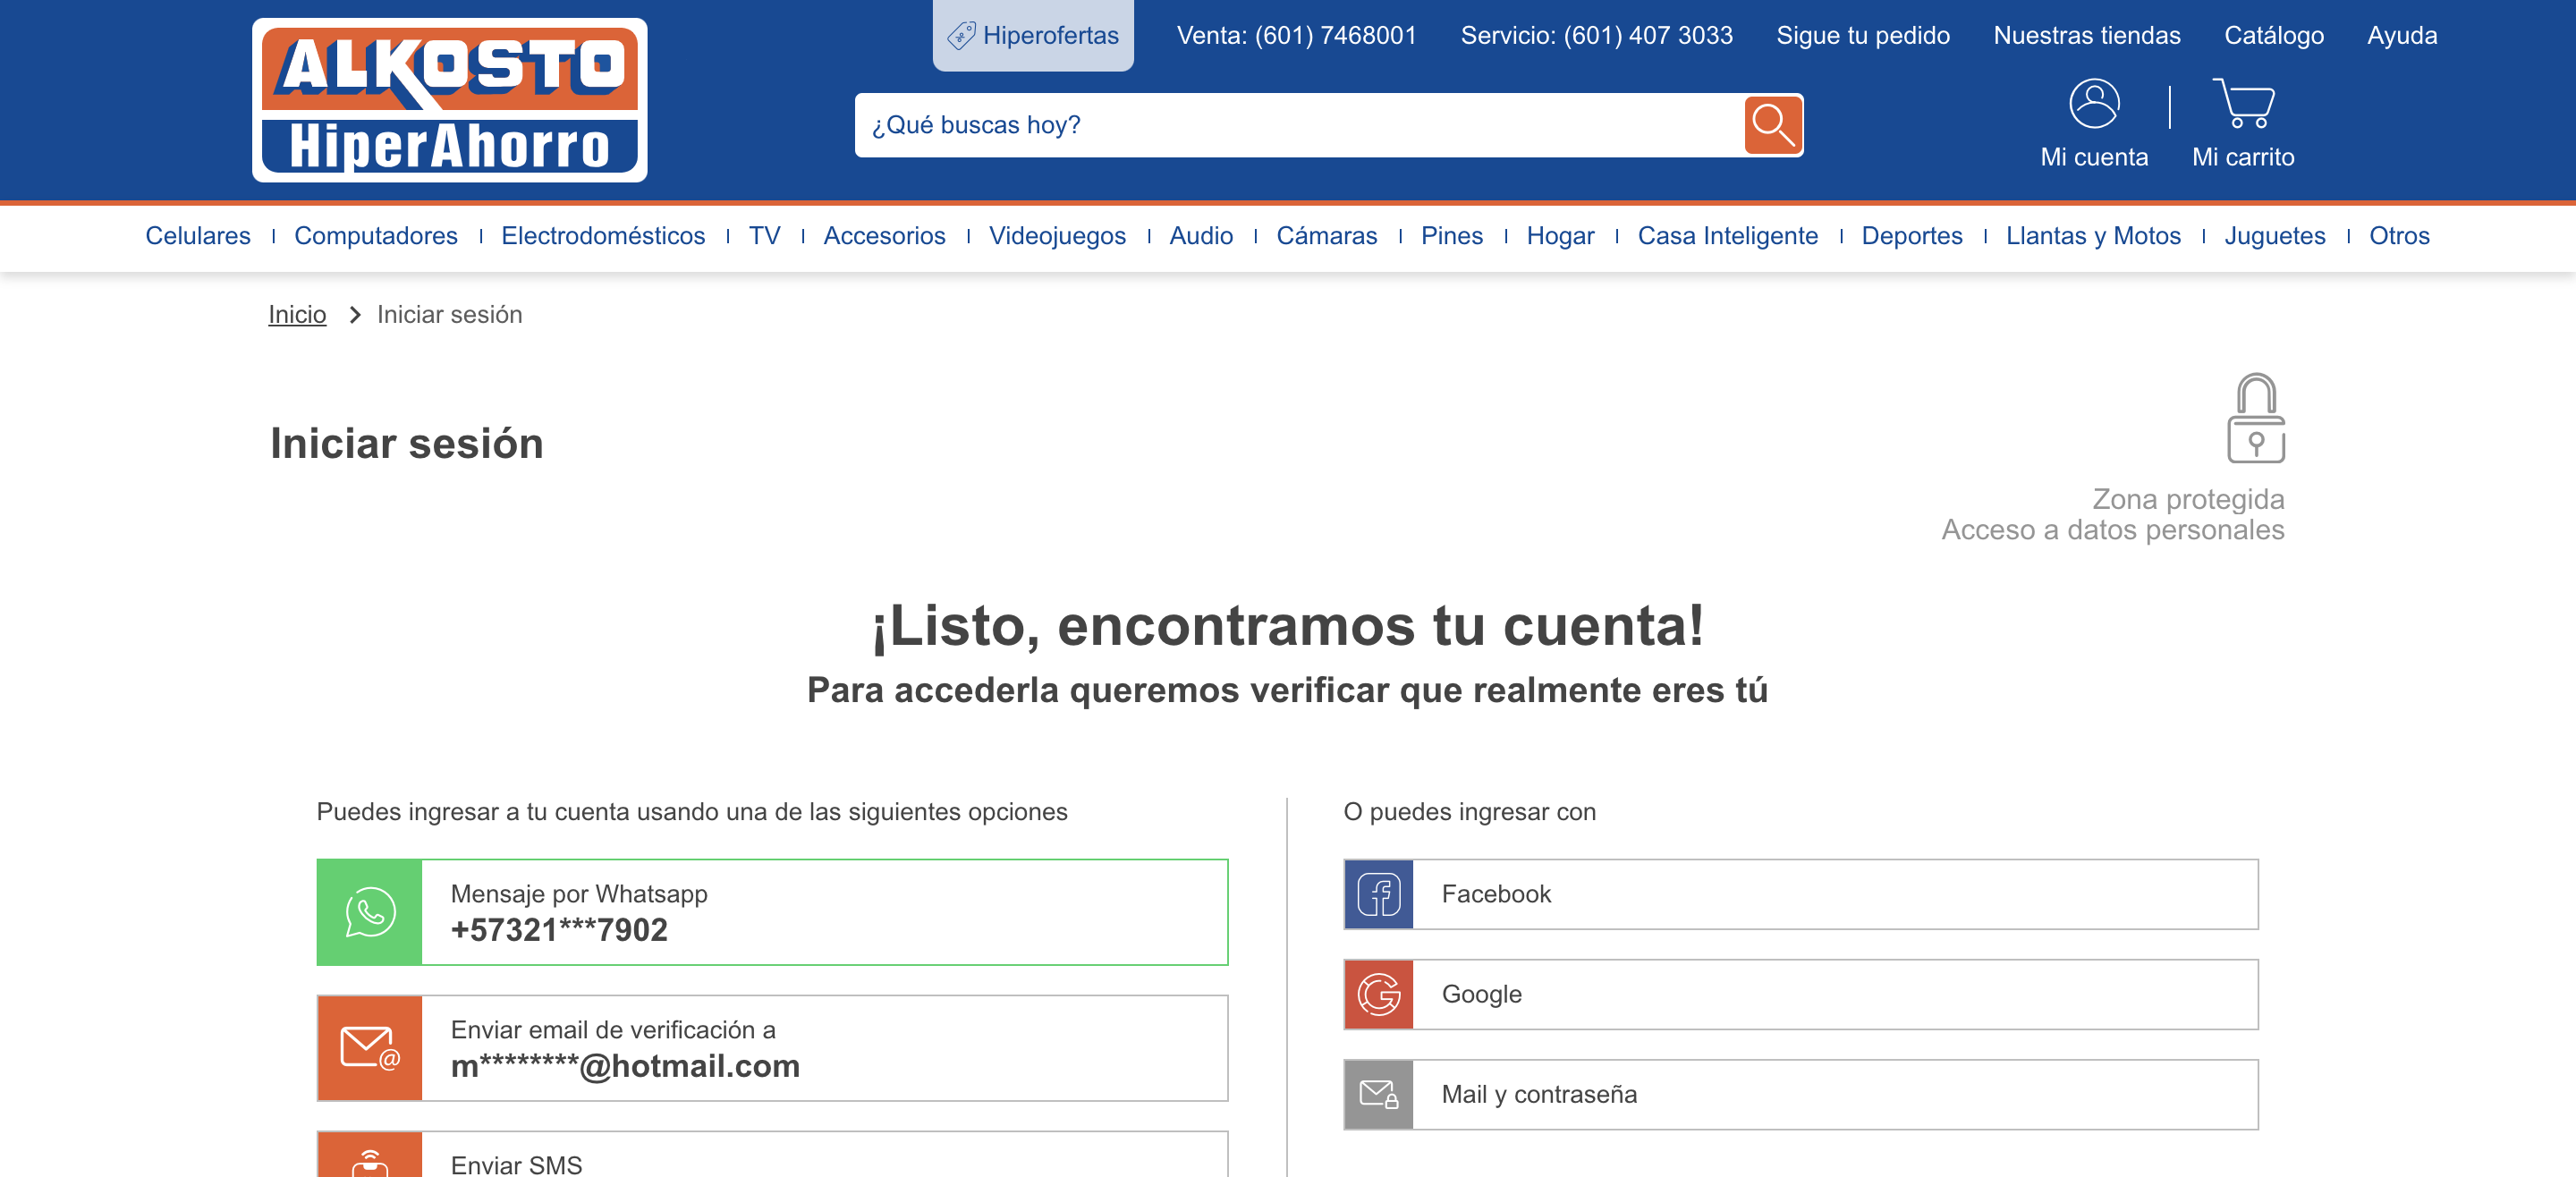 ALKOSTO
HiperAhorro
Hiperofertas
Venta: (601) 7468001
Servicio: (601) 407 3033
Sigue tu pedido
Nuestras tiendas
Catálogo
Ayuda
¿Qué buscas hoy?
Mi cuenta
Mi carrito
Celulares
Computadores
Electrodomésticos
TV
Accesorios
Videojuegos
Audio
Cámaras
Pines
Hogar
Casa Inteligente
Deportes
Llantas y Motos
Juguetes
Otros
Inicio
Iniciar sesión
Iniciar sesión
Zona protegida
Acceso a datos personales
¡Listo, encontramos tu cuenta!
Para accederla queremos verificar que realmente eres tú
Puedes ingresar a tu cuenta usando una de las siguientes opciones
Mensaje por Whatsapp
+57321***7902
Enviar email de verificación a
m********@hotmail.com
Enviar SMS
O puedes ingresar con
Facebook
Google
Mail y contraseña